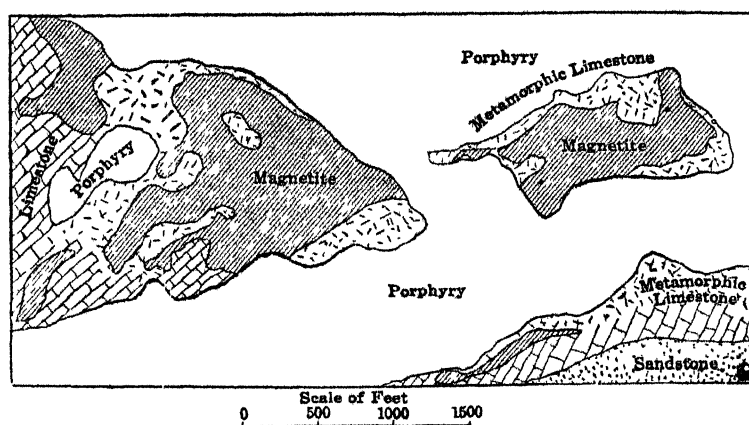 Porphyry
Metamorphic Limestone
Limestone
Porphyry
Magnetite
Magnetite
Porphyry
Metamorphic
Limestone
Sandstone
Scale of Feet
0 500 1000 1500